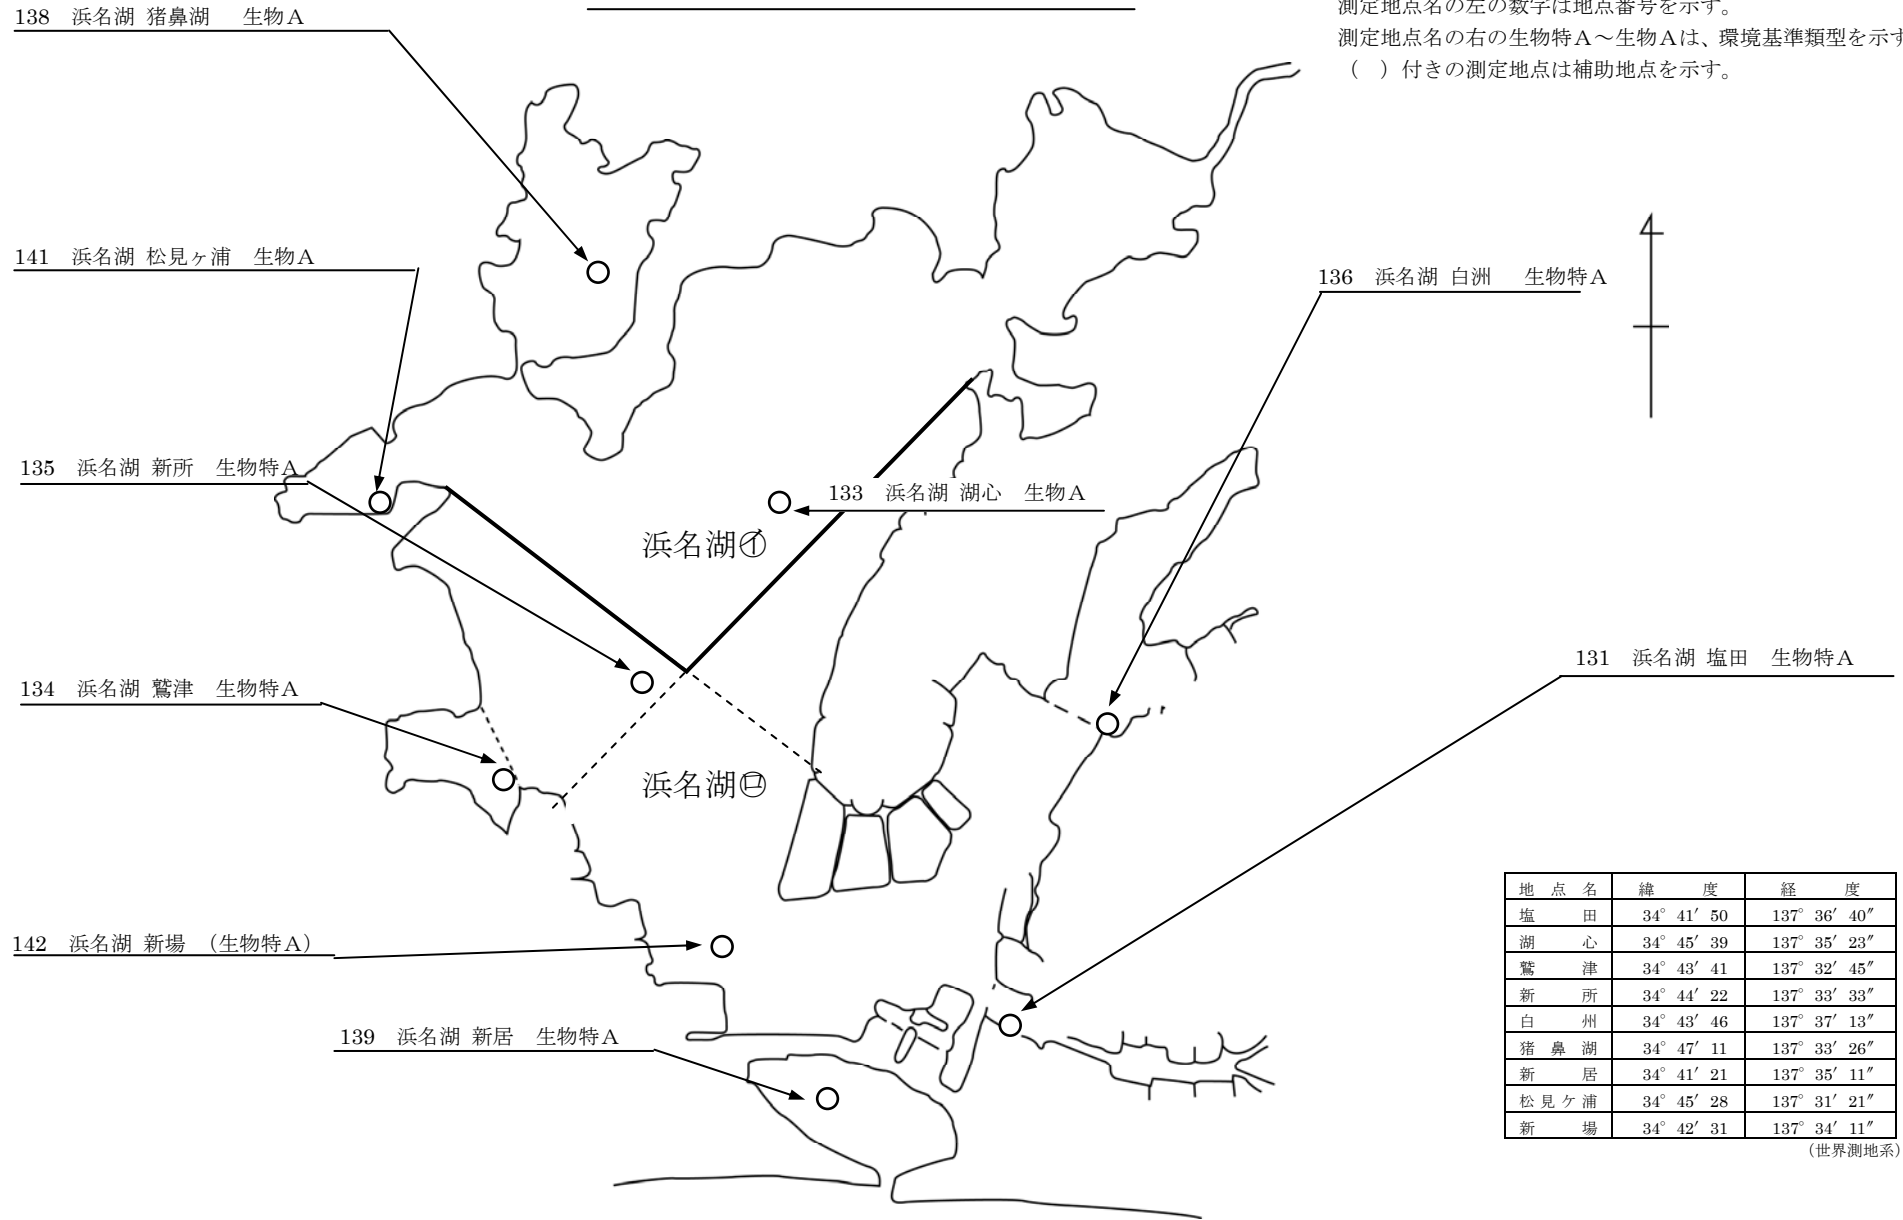 測定地点名の左の数字は地点番号を示す。
138 浜名湖 猪鼻湖 生物A
測定地点名の右の生物特A～生物Aは、環境基準類型を示す
（ ）付きの測定地点は補助地点を示す。
141 浜名湖 松見ヶ浦 生物A
136 浜名湖 白洲 生物特A
135 浜名湖 新所 生物特A
133 浜名湖 湖心 生物A
浜名湖㋑
131 浜名湖 塩田 生物特A
134 浜名湖 鷲津 生物特A
浜名湖㋺
142 浜名湖 新場 （生物特A）
139 浜名湖 新居 生物特A
地点名 緯度 経度
塩田 34° 41′ 50 137° 36′ 40″
湖心 34° 45′ 39 137° 35′ 23″
鷲津 34° 43′ 41 137° 32′ 45″
新所 34° 44′ 22 137° 33′ 33″
白州 34° 43′ 46 137° 37′ 13″
猪鼻湖 34° 47′ 11 137° 33′ 26″
新居 34° 41′ 21 137° 35′ 11″
松見ケ浦 34° 45′ 28 137° 31′ 21″
新場 34° 42′ 31 137° 34′ 11″
（世界測地系）